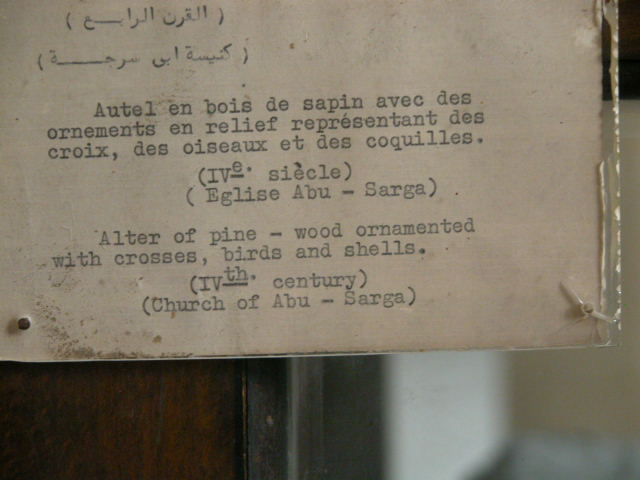 ( القرن الرابـــع )
( كنيسة ابى سرجــــة )
Autel en bois de sapin avec des
ornements en relief représentant des
croix, des oiseaux et des coquilles.
(IVe. siècle)
( Eglise Abu - Sarga)
Alter of pine - wood ornamented
with crosses, birds and shells.
(IVth. century)
(Church of Abu - Sarga)